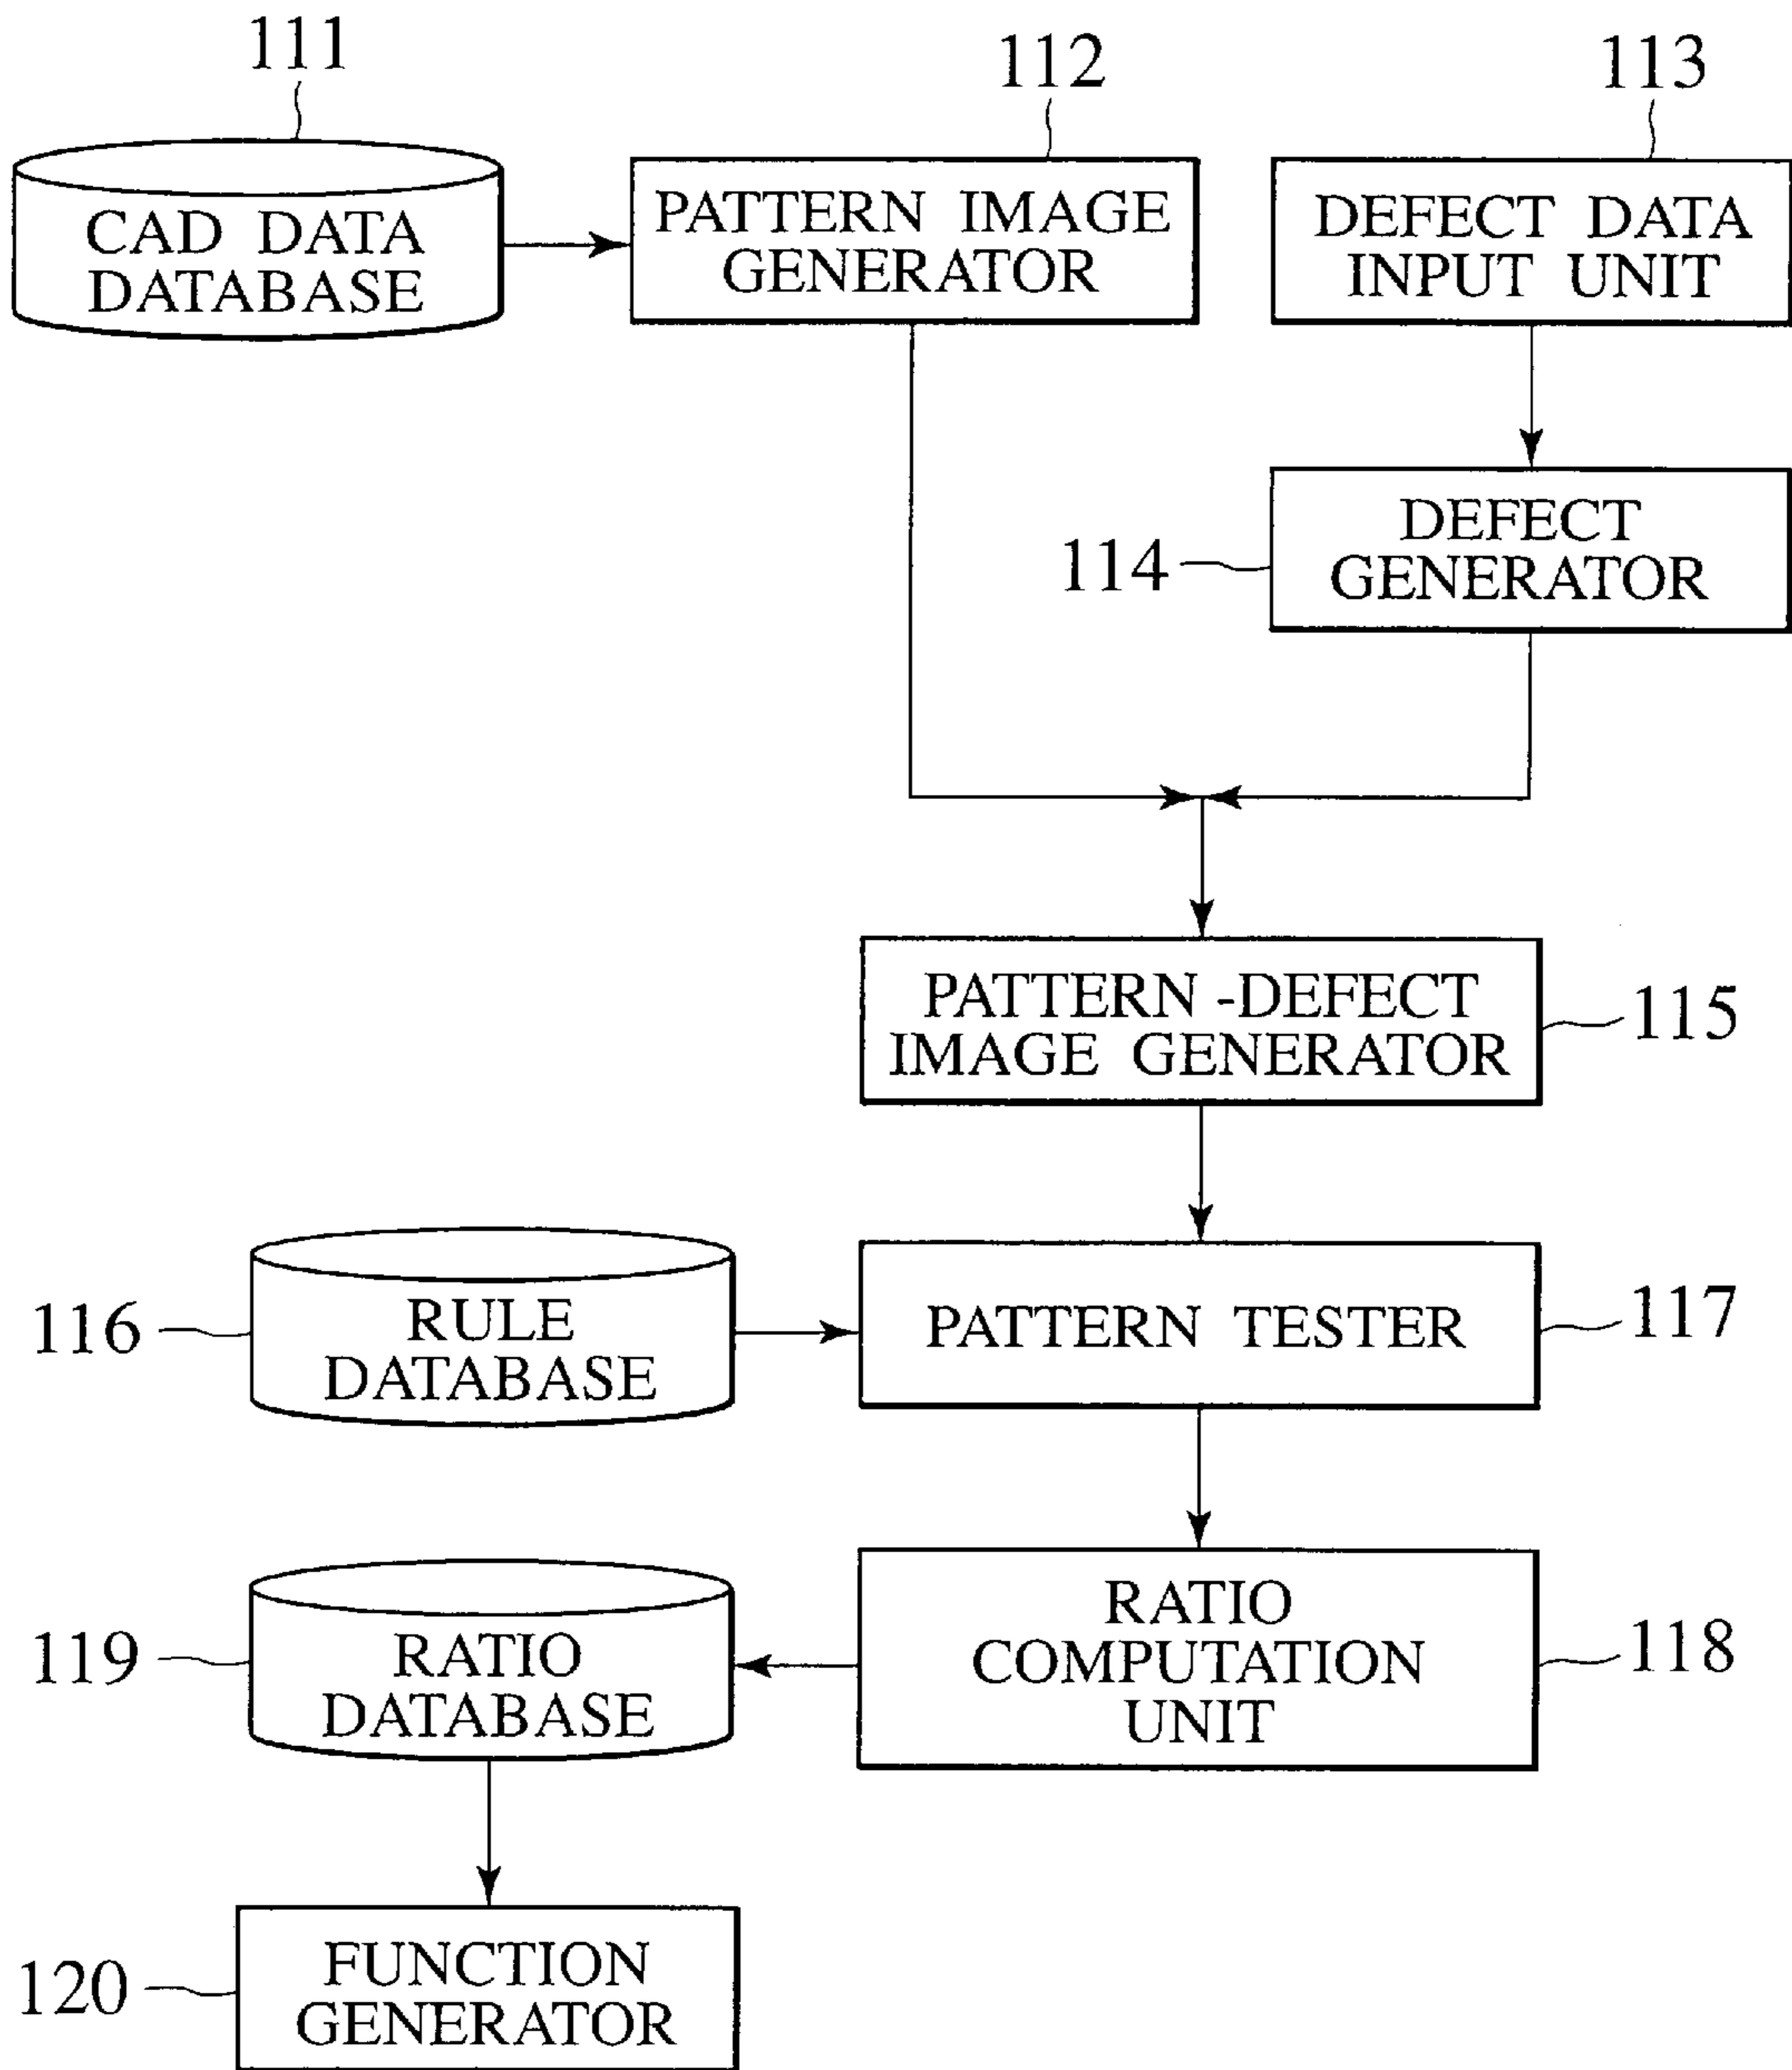 111
112
113
CAD DATA
DATABASE
PATTERN IMAGE
GENERATOR
DEFECT DATA
INPUT UNIT
114
DEFECT
GENERATOR
PATTERN -DEFECT
IMAGE GENERATOR
115
116
RULE
DATABASE
PATTERN TESTER
117
119
RATIO
DATABASE
RATIO
COMPUTATION
UNIT
118
120
FUNCTION
GENERATOR